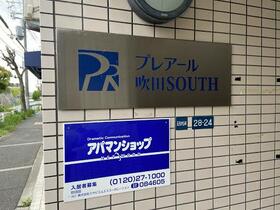 プレアール
吹田SOUTH
28-24
Dramatic Communication
アパマンショップ
NETWORK
入居者募集
(0120)27-1000
084605